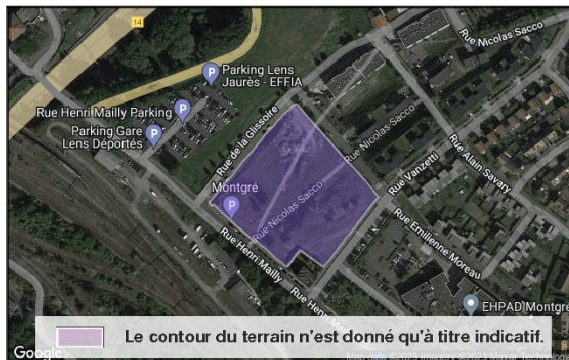 14
Rue Nicolas Sacco
Parking Lens
Jaurès - EFFIA
Rue Henri Mailly Parking
Parking Gare
Lens Déportés
Rue de la Glissoire
Montgré
Rue Nicolas Sacco
Rue Nicolas Sacco
Rue Alain Savary
Rue Vanzetti
Rue Emilienne Moreau
Rue Henri Mailly
Rue Henri
EHPAD Montgré
Le contour du terrain n'est donné qu'à titre indicatif.
Google